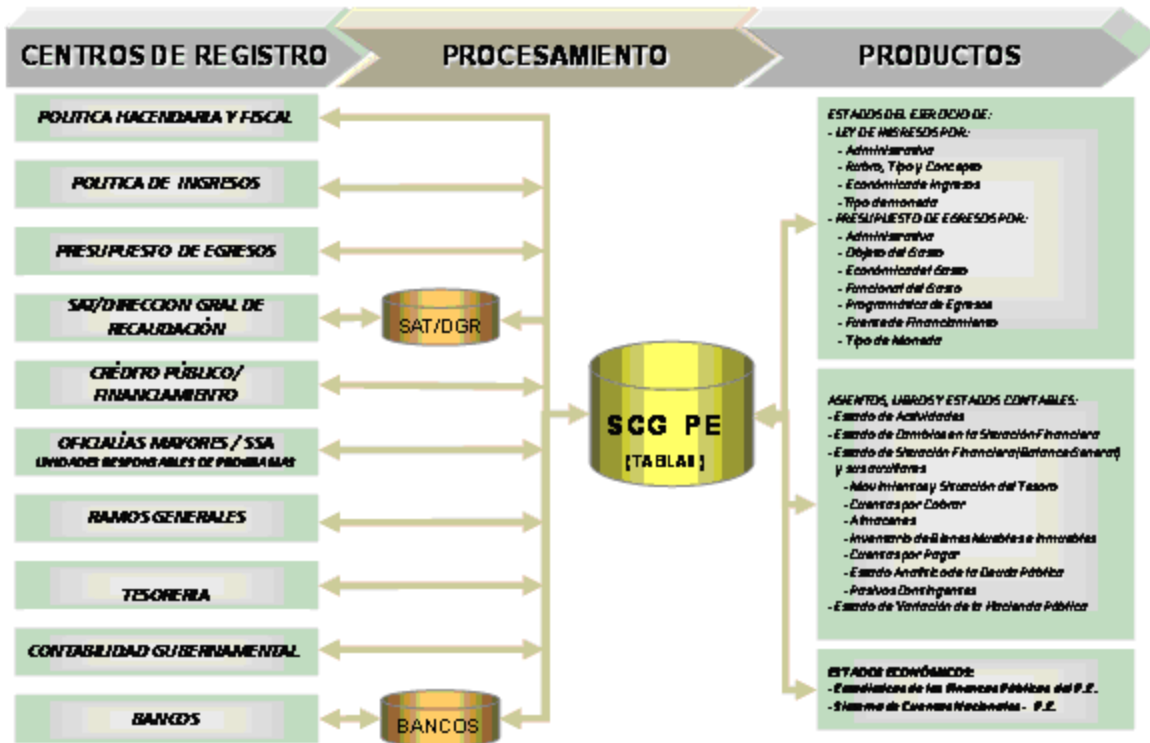 CENTROS DE REGISTRO
PROCESAMIENTO
PRODUCTOS
POLITICA HACENDARIA Y FISCAL
POLITICA DE INGRESOS
PRESUPUESTO DE EGRESOS
SAT/DIRECCION GRAL DE
RECAUDACIÓN
CRÉDITO PÚBLICO/
FINANCIAMIENTO
OFICIALÍAS MAYORES / SSA
UNIDADES RESPONSABLES DE PROGRAMAS
RAMOS GENERALES
TESORERIA
CONTABILIDAD GUBERNAMENTAL
BANCOS
SAT/DGR
BANCOS
SCG PE
(TABLAS)
ESTADOS DEL EJERCICIO DE:
- LEY DE INGRESOS POR:
- Administrativa
- Rubro, Tipo y Concepto
- Económica de Ingresos
- Tipo de moneda
- PRESUPUESTO DE EGRESOS POR:
- Administrativa
- Objeto del Gasto
- Económica del Gasto
- Funcional del Gasto
- Programática de Egresos
- Fuente de Financiamiento
- Tipo de Moneda
ASIENTOS, LIBROS Y ESTADOS CONTABLES:
- Estado de Actividades
- Estado de Cambios en la Situación Financiera
- Estado de Situación Financiera (Balance General)
y sus auxiliares
- Movimientos y Situación del Tesoro
- Cuentas por Cobrar
- Almacenes
- Inventario de Bienes Muebles e Inmuebles
- Cuentas por Pagar
- Estado Analítico de la Deuda Pública
- Pasivos Contingentes
- Estado de Variación de la Hacienda Pública
ESTADOS ECONÓMICOS:
- Estadísticas de las Finanzas Públicas del P.E.
- Sistema de Cuentas Nacionales - P.E.